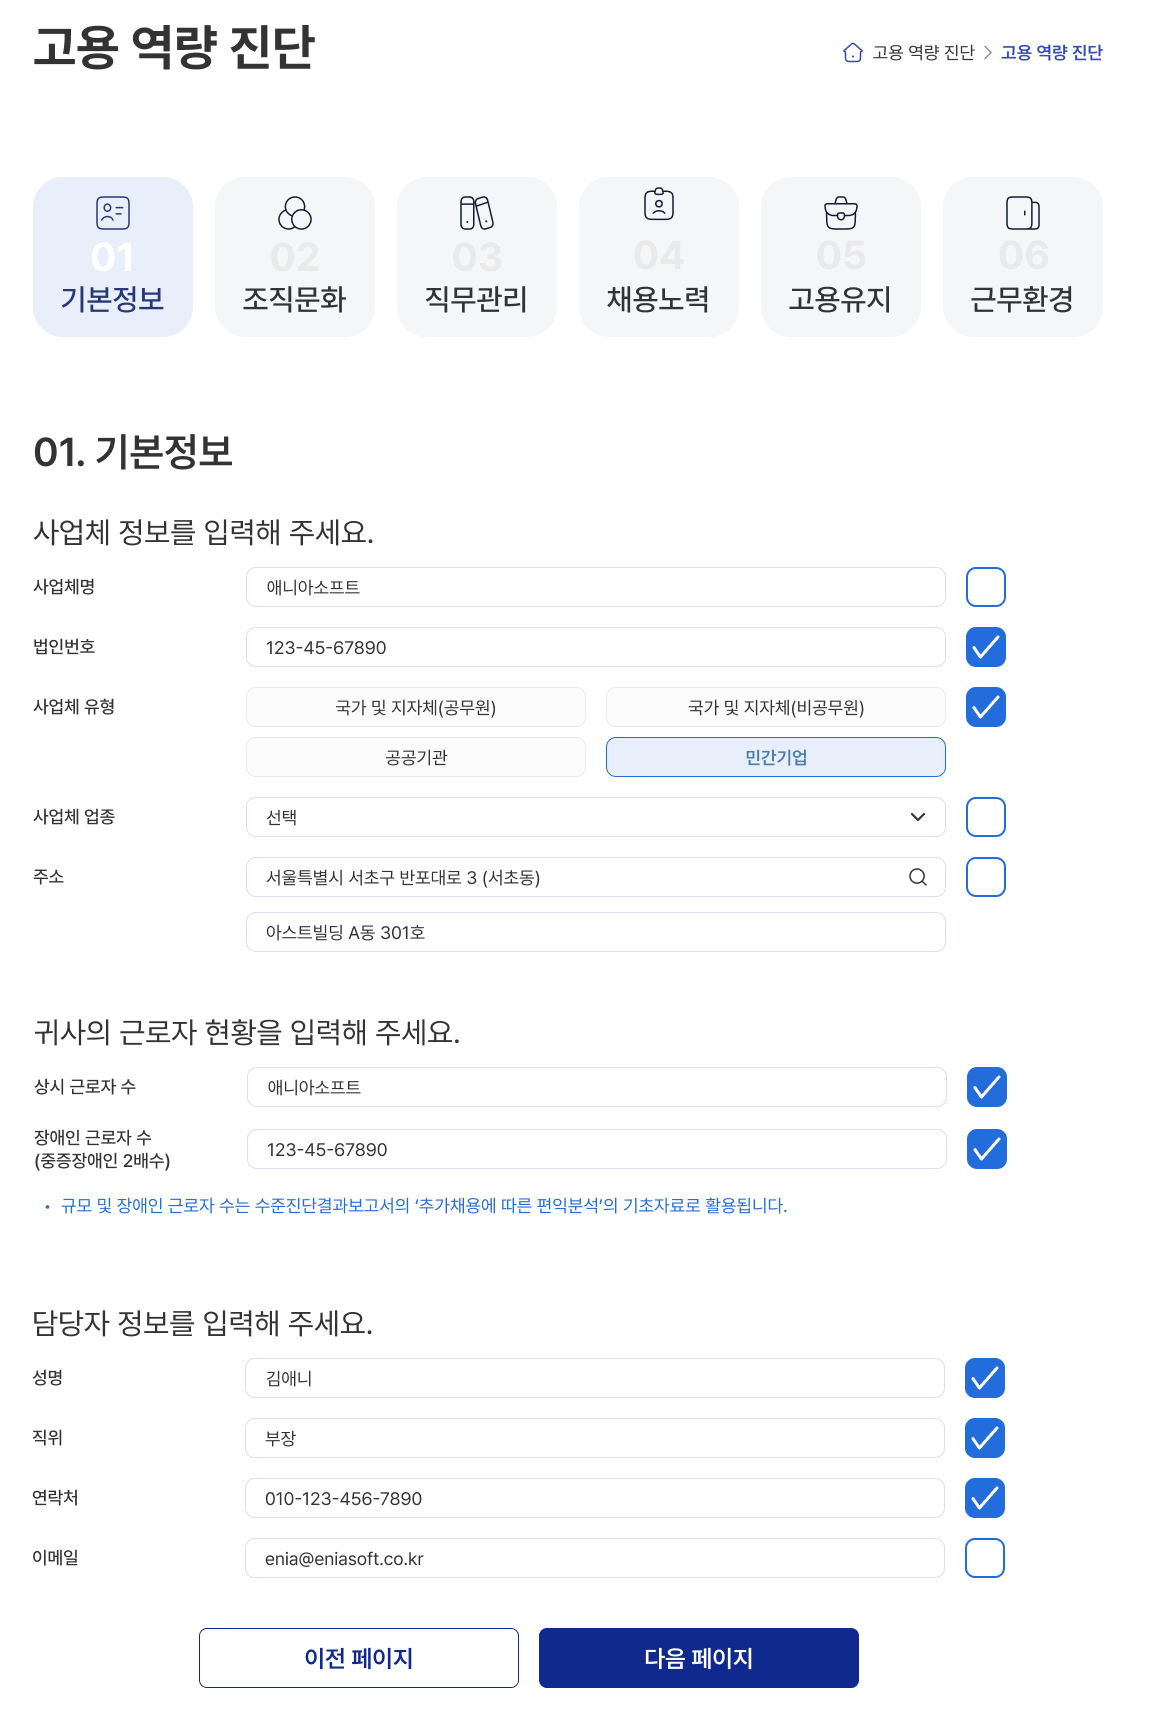 고용 역량 진단
고용 역량 진단 > 고용 역량 진단
01
기본정보
02
조직문화
03
직무관리
04
채용노력
05
고용유지
06
근무환경
01. 기본정보
사업체 정보를 입력해 주세요.
사업체명
애니아소프트
법인번호
123-45-67890
사업체 유형
국가 및 지자체(공무원)
국가 및 지자체(비공무원)
공공기관
민간기업
사업체 업종
선택
주소
서울특별시 서초구 반포대로 3 (서초동)
아스트빌딩 A동 301호
귀사의 근로자 현황을 입력해 주세요.
상시 근로자 수
애니아소프트
장애인 근로자 수
(중증장애인 2배수)
123-45-67890
• 규모 및 장애인 근로자 수는 수준진단결과보고서의 ‘추가채용에 따른 편익분석’의 기초자료로 활용됩니다.
담당자 정보를 입력해 주세요.
성명
김애니
직위
부장
연락처
010-123-456-7890
이메일
enia@eniasoft.co.kr
이전 페이지
다음 페이지